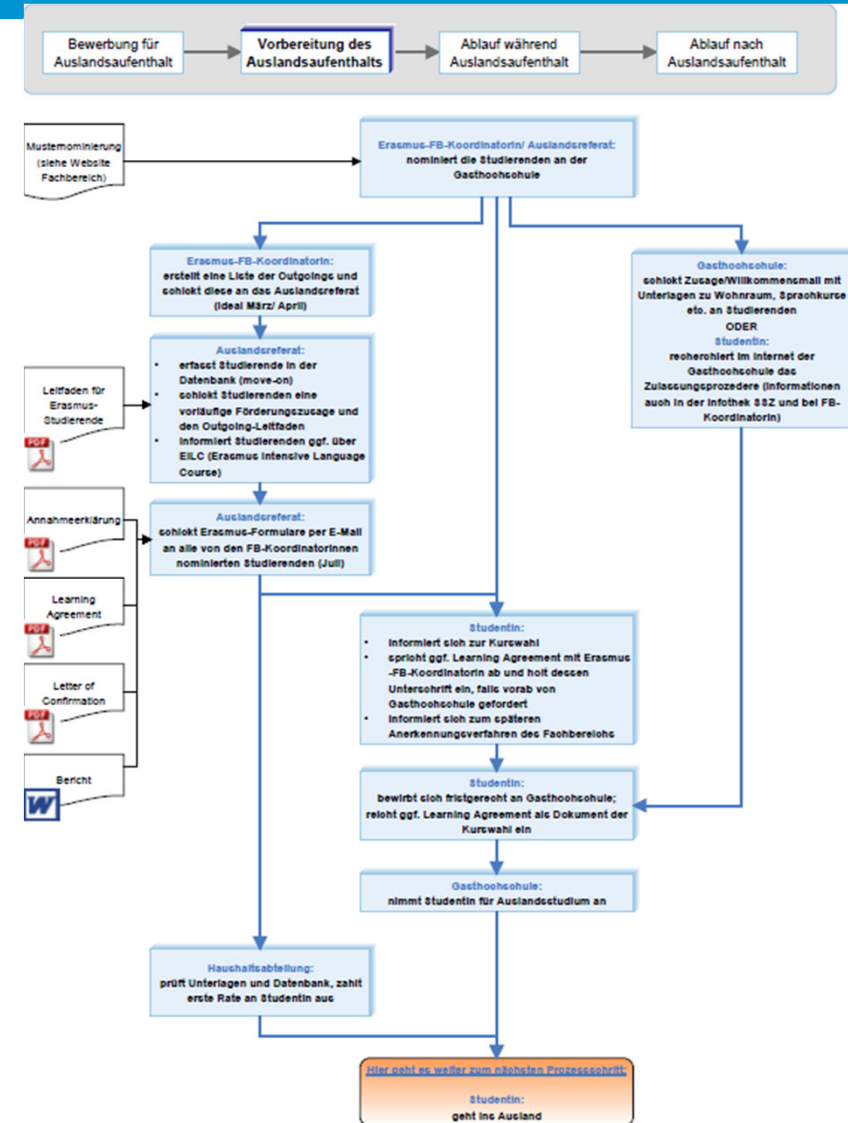 Bewerbung für
Auslandsaufenthalt
Vorbereitung des
Auslandsaufenthalts
Ablauf während
Auslandsaufenthalt
Ablauf nach
Auslandsaufenthalt
Musternominierung
(siehe Website
Fachbereich)
Erasmus-FB-KoordinatorIn/ Auslandsreferat:
nominiert die Studierenden an der
Gasthochschule
Erasmus-FB-KoordinatorIn:
erstellt eine Liste der Outgoings und
schickt diese an das Auslandsreferat
(Ideal März/ April)
Gasthochschule:
schickt Zusage/Willkommensmail mit
Unterlagen zu Wohnraum, Sprachkurse
etc. an Studierenden
ODER
StudentIn:
recherchiert im Internet der
Gasthochschule das
Zulassungsprozedere (Informationen
auch in der Infothek SSZ und bei FB-
KoordinatorIn)
Leitfaden für
Erasmus-
Studierende
PDF
Auslandsreferat:
• erfasst Studierende in der
Datenbank (move-on)
• schickt Studierenden eine
vorläufige Förderungszusage und
den Outgoing-Leitfaden
• informiert Studierenden ggf. über
EILC (Erasmus Intensive Language
Course)
Annahmeerklärung
PDF
Learning
Agreement
PDF
Letter of
Confirmation
PDF
Bericht
W
Auslandsreferat:
schickt Erasmus-Formulare per E-Mail
an alle von den FB-KoordinatorInnen
nominierten Studierenden (Juli)
StudentIn:
• informiert sich zur Kurswahl
• spricht ggf. Learning Agreement mit Erasmus
-FB-KoordinatorIn ab und holt dessen
Unterschrift ein, falls vorab von
Gasthochschule gefordert
• informiert sich zum späteren
Anerkennungsverfahren des Fachbereichs
StudentIn:
bewirbt sich fristgerecht an Gasthochschule;
reicht ggf. Learning Agreement als Dokument der
Kurswahl ein
Gasthochschule:
nimmt StudentIn für Auslandsstudium an
Haushaltsabteilung:
prüft Unterlagen und Datenbank, zahlt
erste Rate an StudentIn aus
Hier geht es weiter zum nächsten Prozessschritt:
StudentIn:
geht ins Ausland